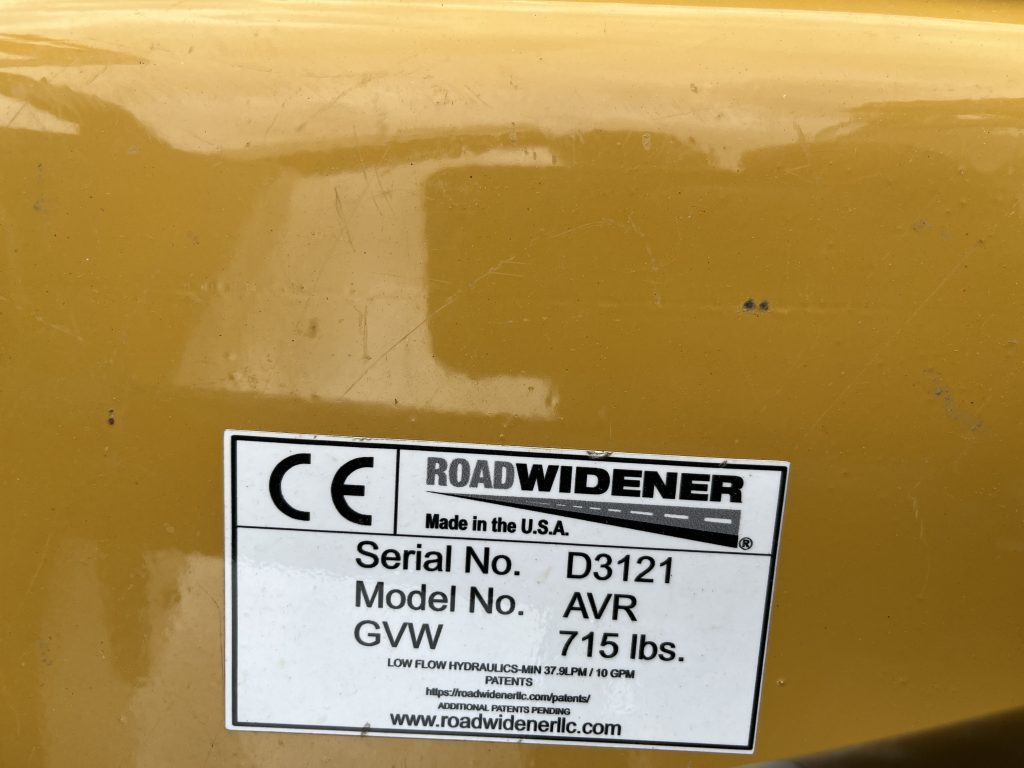 CE
ROADWIDENER
Made in the U.S.A. ®
Serial No. D3121
Model No. AVR
GVW 715 lbs.
LOW FLOW HYDRAULICS-MIN 37.9LPM / 10 GPM
PATENTS
https://roadwidenerllc.com/patents/
ADDITIONAL PATENTS PENDING
www.roadwidenerllc.com